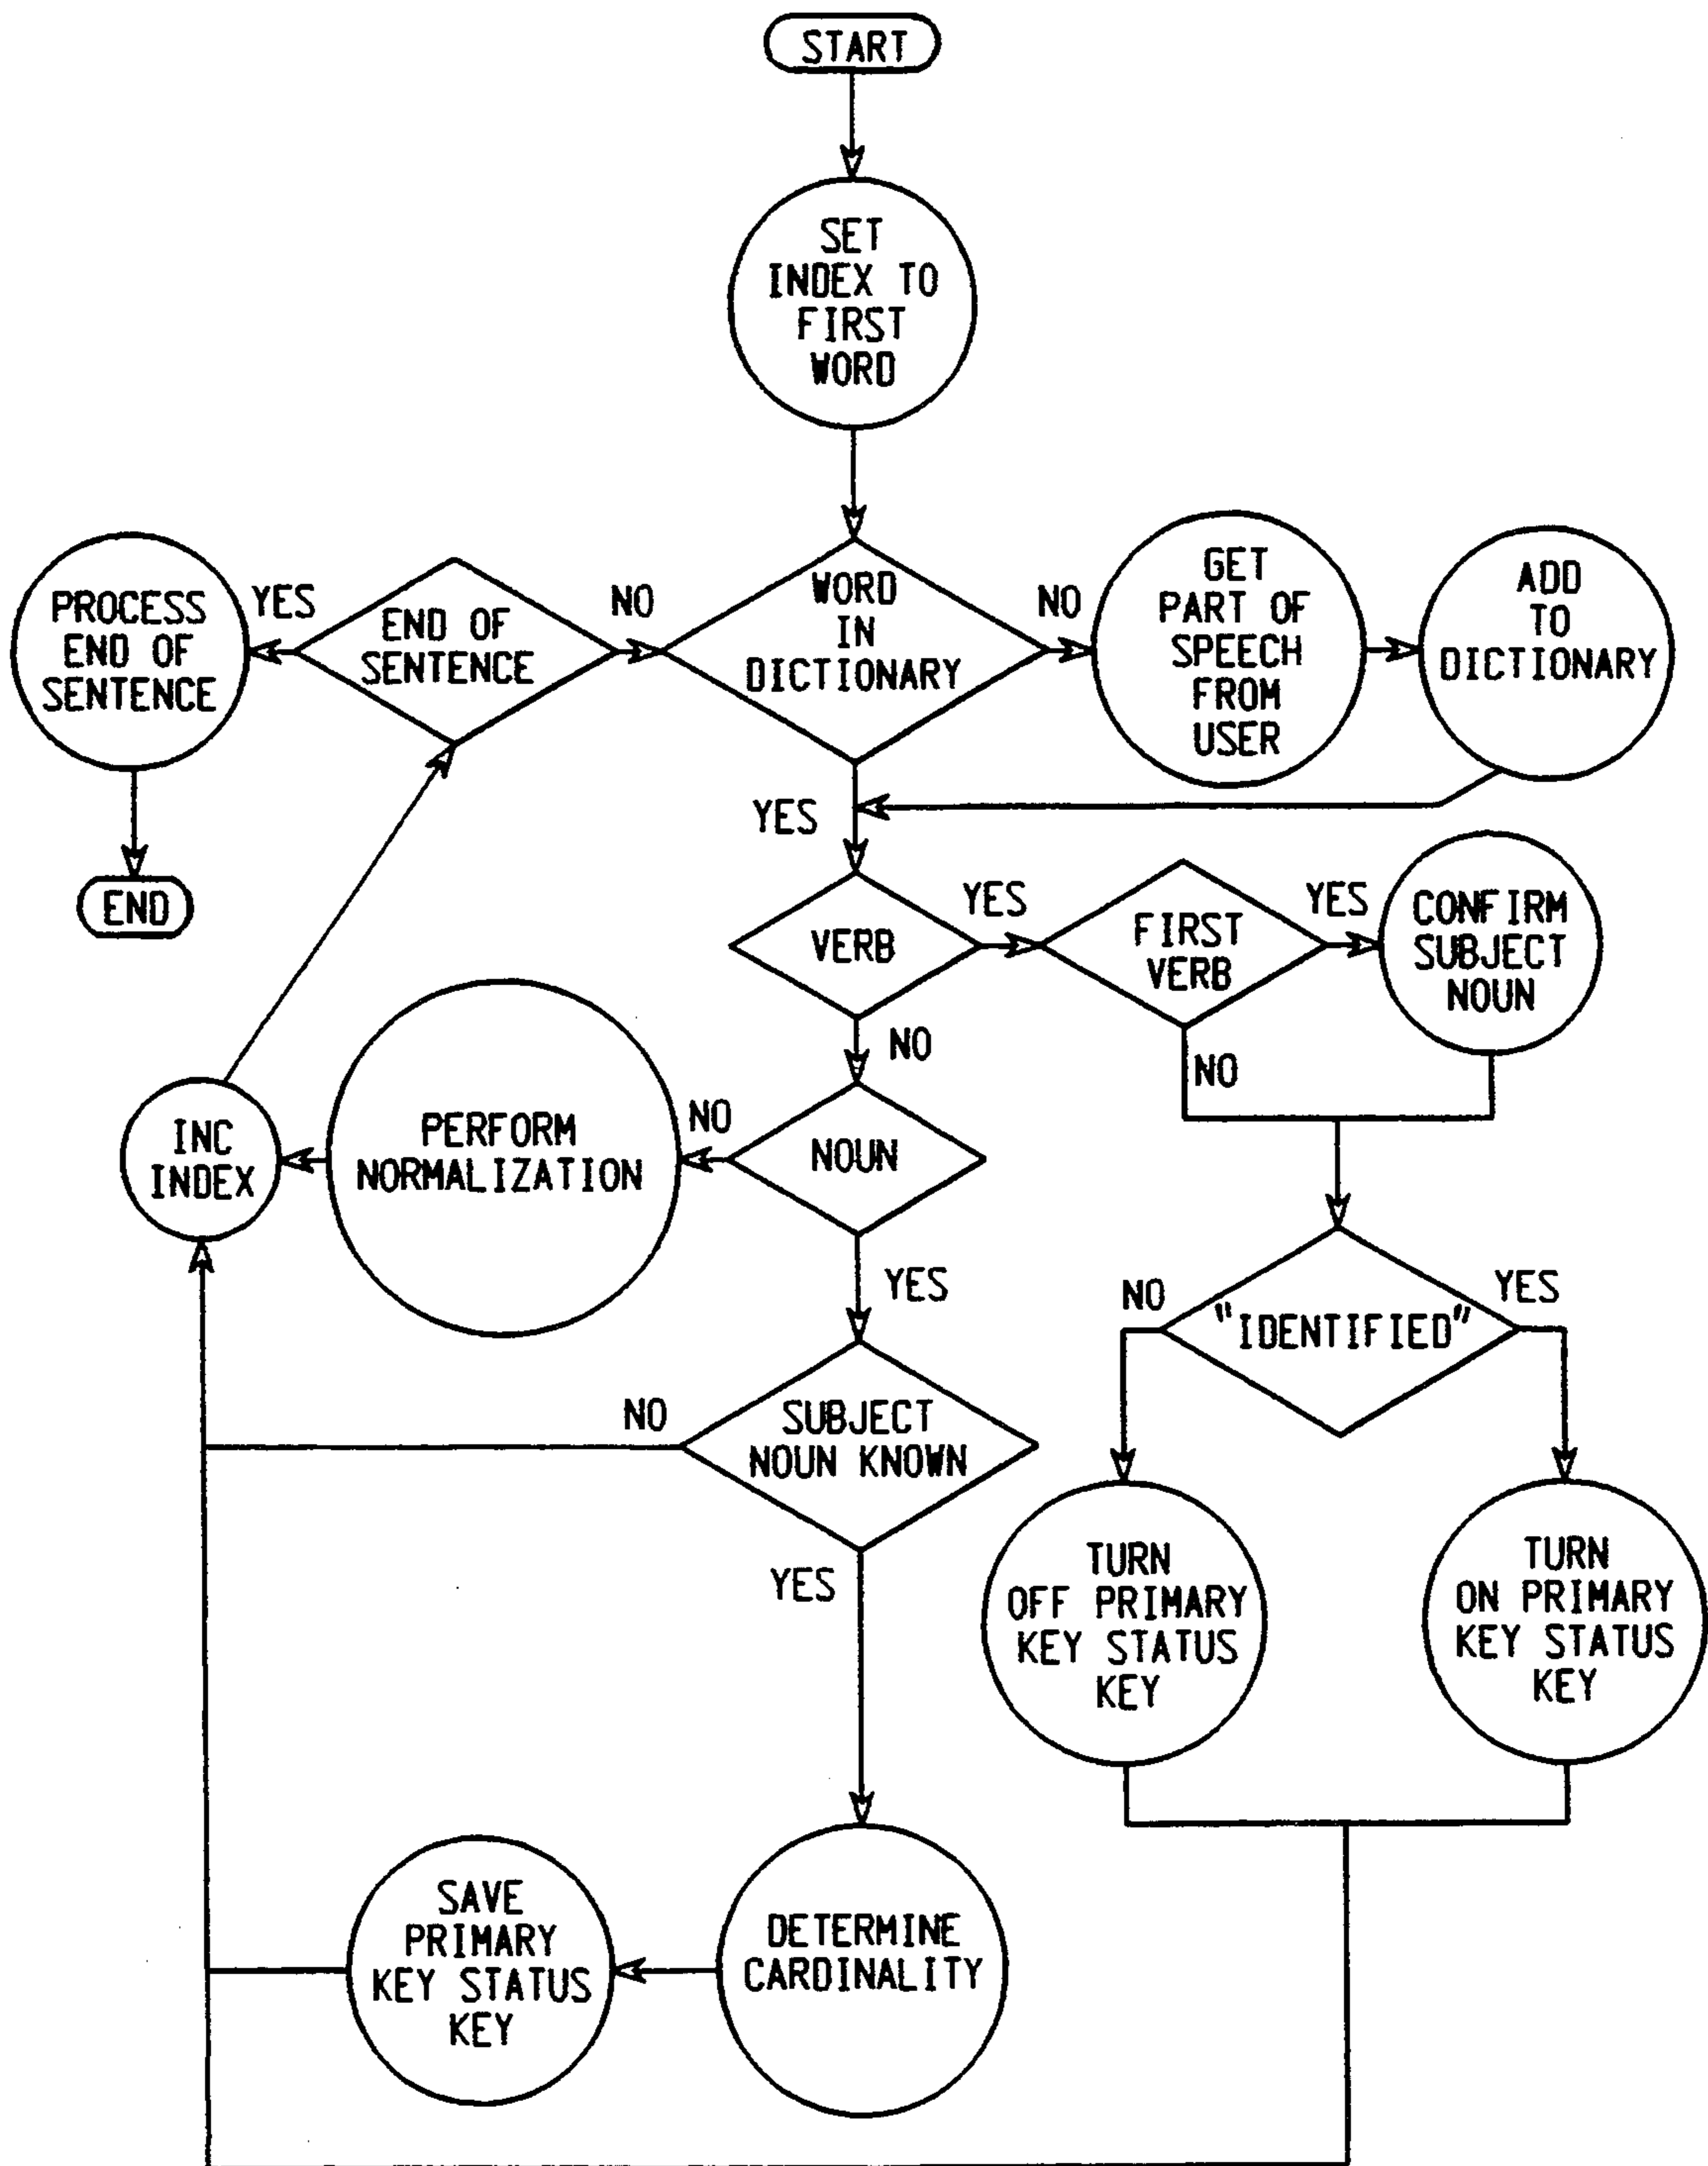 START
SET
INDEX TO
FIRST
WORD
PROCESS
END OF
SENTENCE
YES
END OF
SENTENCE
NO
WORD
IN
DICTIONARY
NO
GET
PART OF
SPEECH
FROM
USER
ADD
TO
DICTIONARY
YES
END
VERB
YES
FIRST
VERB
YES
CONFIRM
SUBJECT
NOUN
NO
NO
INC
INDEX
PERFORM
NORMALIZATION
NO
NOUN
YES
NO
"IDENTIFIED"
YES
NO
SUBJECT
NOUN KNOWN
YES
TURN
OFF PRIMARY
KEY STATUS
KEY
TURN
ON PRIMARY
KEY STATUS
KEY
SAVE
PRIMARY
KEY STATUS
KEY
DETERMINE
CARDINALITY